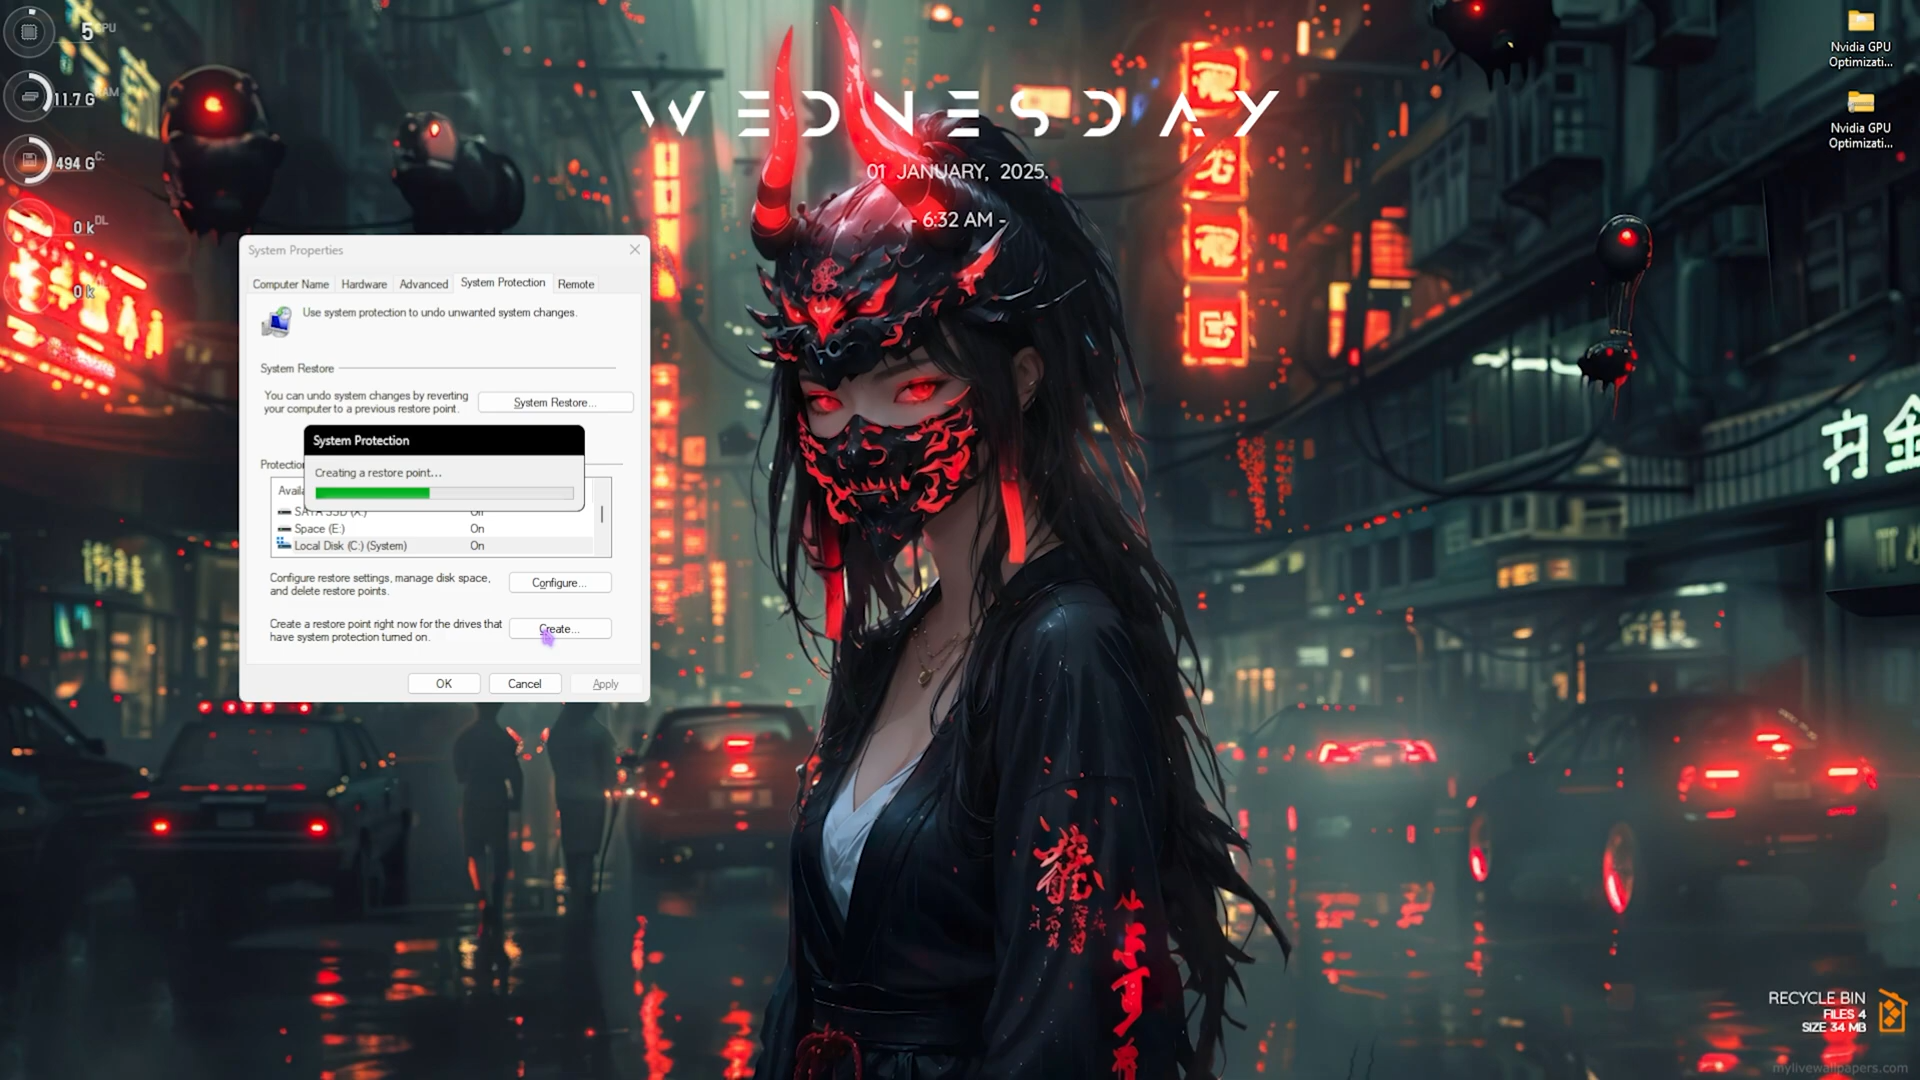 5 CPU
11.7 G RAM
494 G C:
0 k DL
0 k
WEDNESDAY
01 JANUARY, 2025.
- 6:32 AM -
Nvidia GPU
Optimizati...
Nvidia GPU
Optimizati...
System Properties
Computer Name Hardware Advanced System Protection Remote
Use system protection to undo unwanted system changes.
System Restore
You can undo system changes by reverting
your computer to a previous restore point.
System Restore...
System Protection
Creating a restore point...
Space (E:) On
Local Disk (C:) (System) On
Configure restore settings, manage disk space,
and delete restore points.
Configure...
Create a restore point right now for the drives that
have system protection turned on.
Create...
OK Cancel Apply
RECYCLE BIN
FILES 4
SIZE 34 MB
mylivewallpapers.com